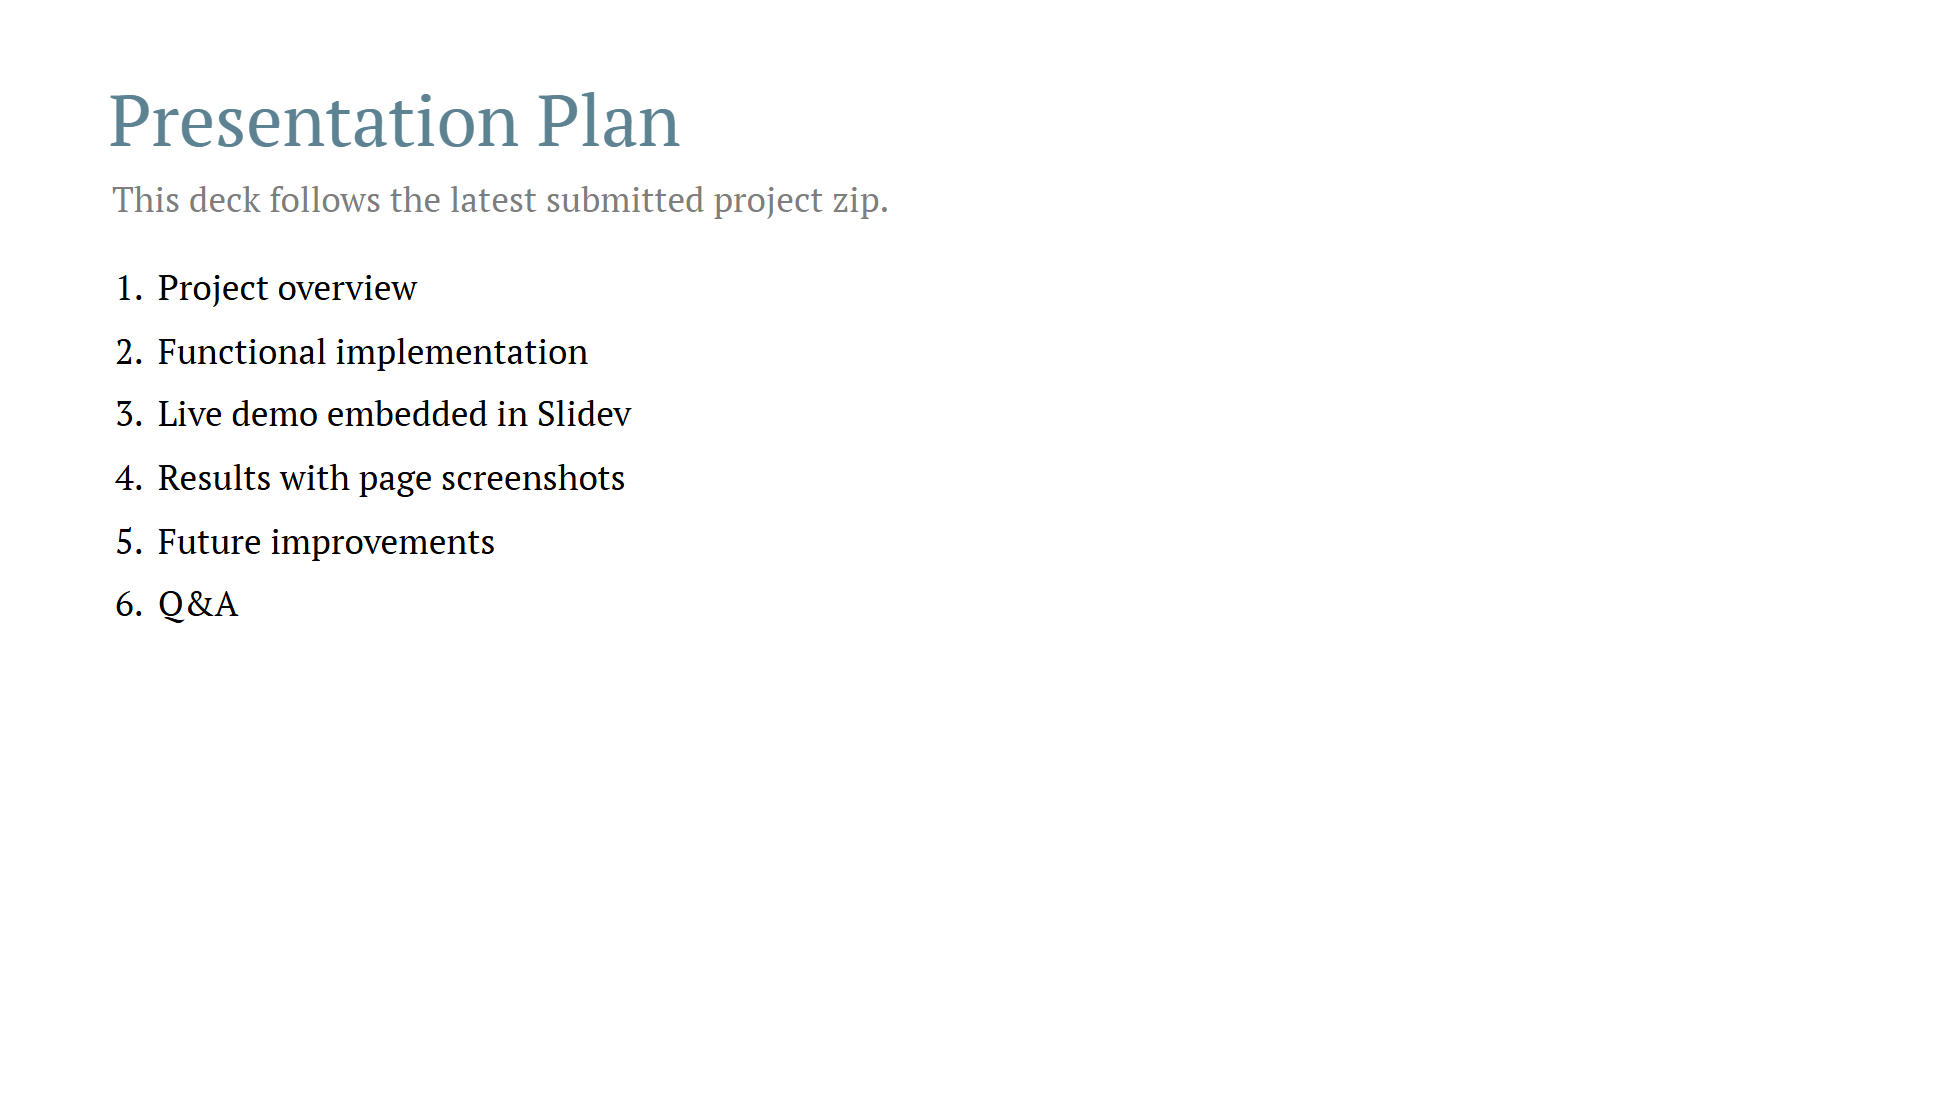 Presentation Plan
This deck follows the latest submitted project zip.
1. Project overview
2. Functional implementation
3. Live demo embedded in Slidev
4. Results with page screenshots
5. Future improvements
6. Q&A